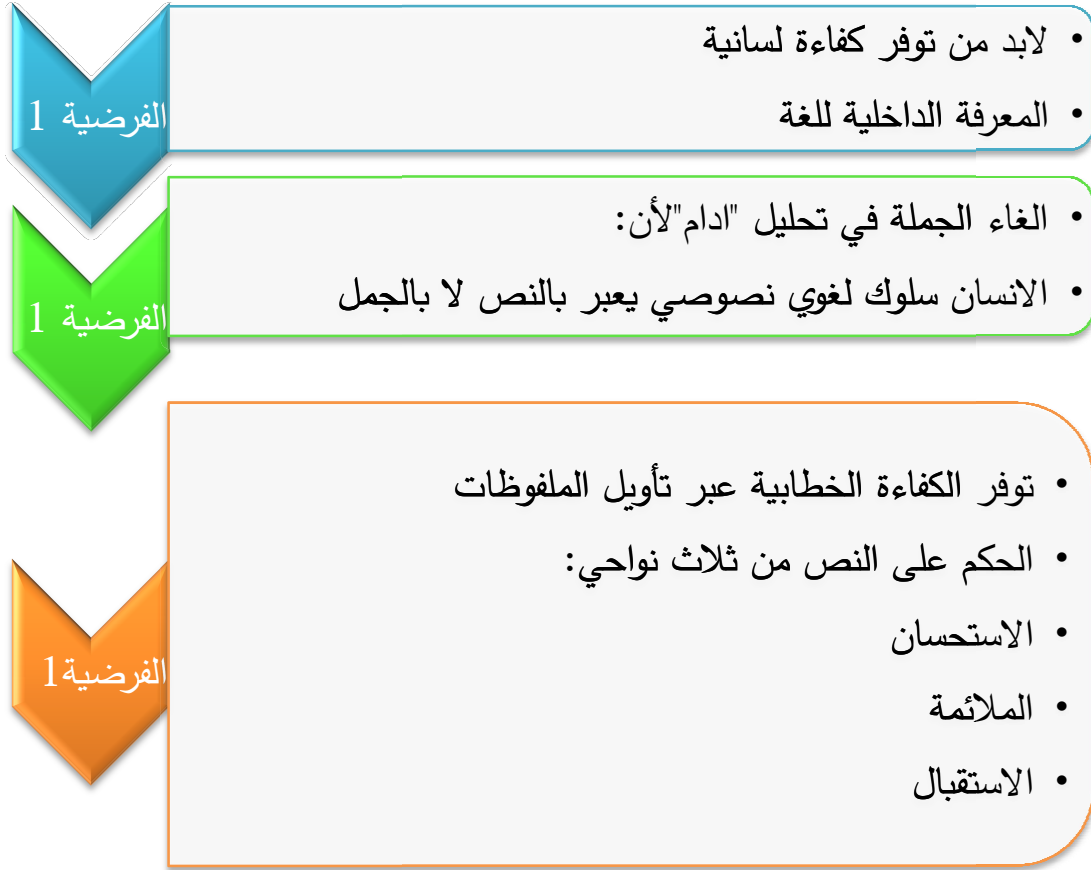 الفرضية 1
• لابد من توفر كفاءة لسانية
• المعرفة الداخلية للغة
الفرضية 1
• الغاء الجملة في تحليل "ادام"لأن:
• الانسان سلوك لغوي نصوصي يعبر بالنص لا بالجمل
الفرضية1
• توفر الكفاءة الخطابية عبر تأويل الملفوظات
• الحكم على النص من ثلاث نواحي:
• الاستحسان
• الملائمة
• الاستقبال